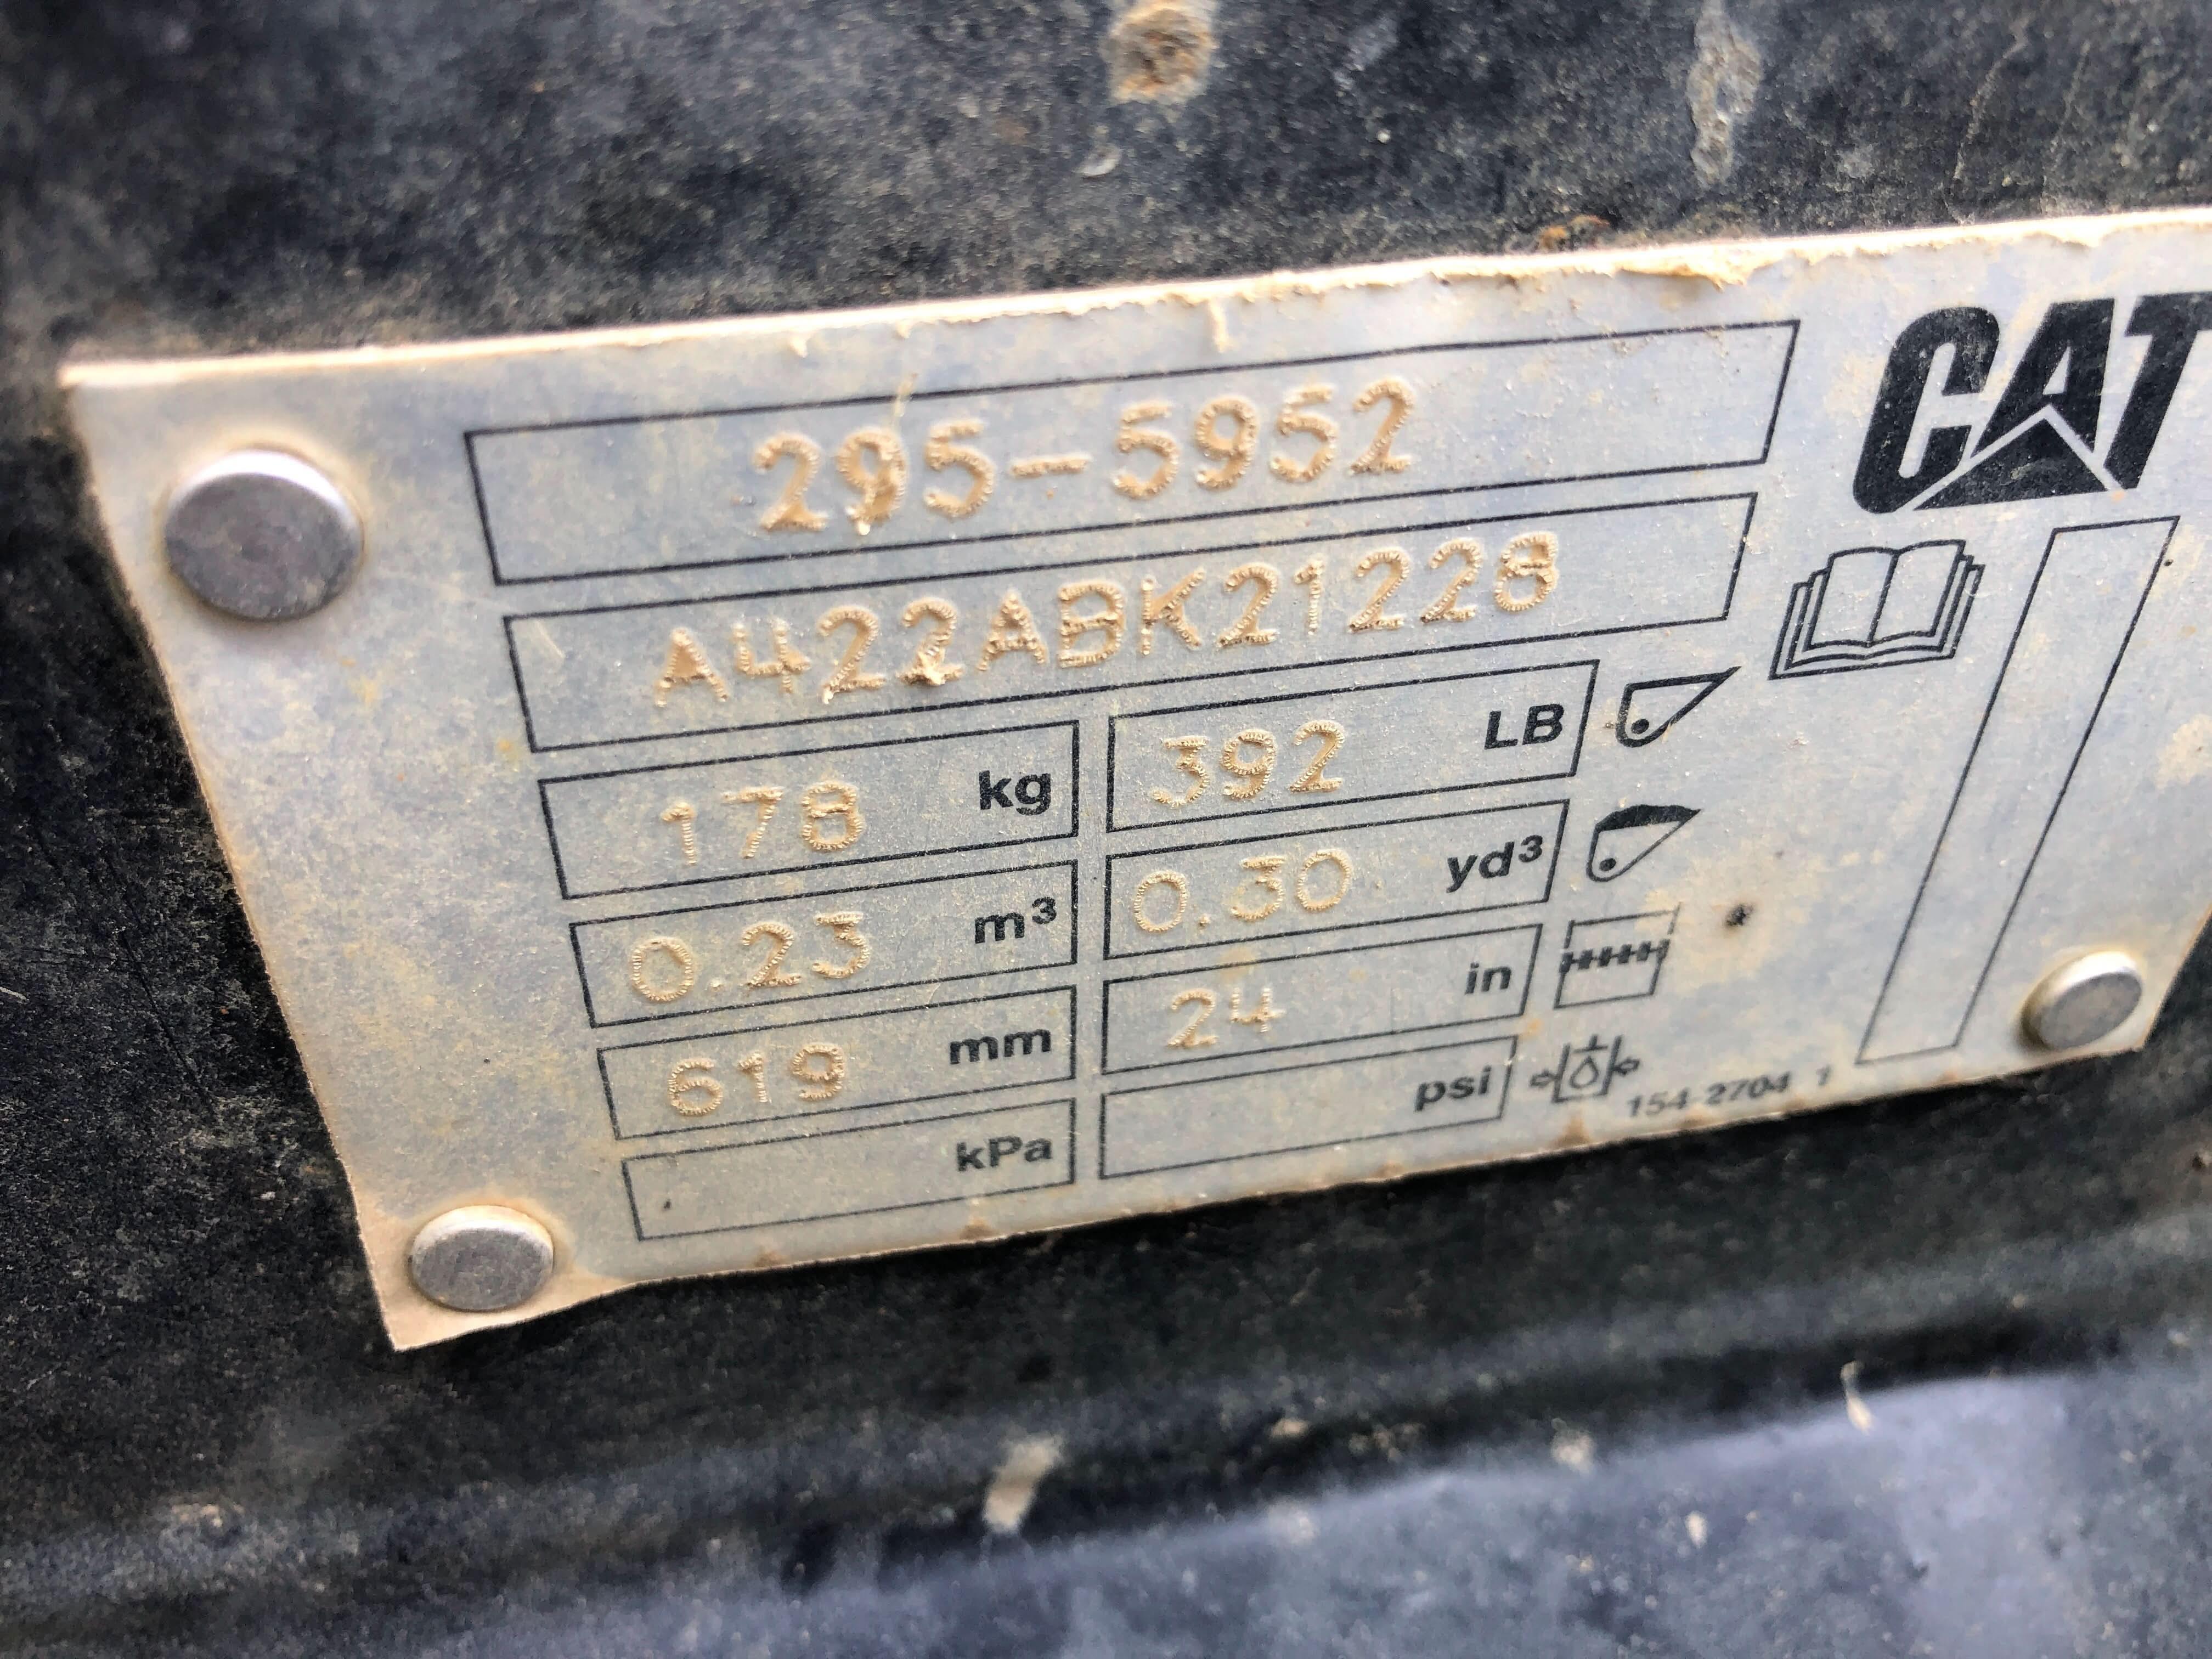 CAT
295-5952
A422ABK21228
178 kg 392 LB
0.23 m³ 0.30 yd³
619 mm 24 in
kPa psi
154-2704 1